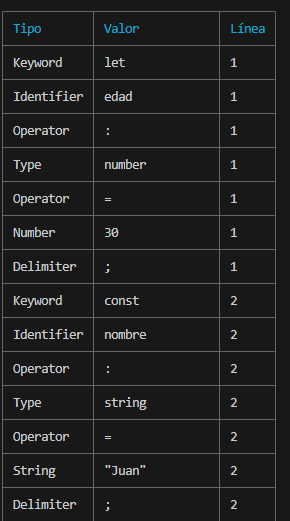 Tipo Valor Línea
Keyword let 1
Identifier edad 1
Operator : 1
Type number 1
Operator = 1
Number 30 1
Delimiter ; 1
Keyword const 2
Identifier nombre 2
Operator : 2
Type string 2
Operator = 2
String "Juan" 2
Delimiter ; 2